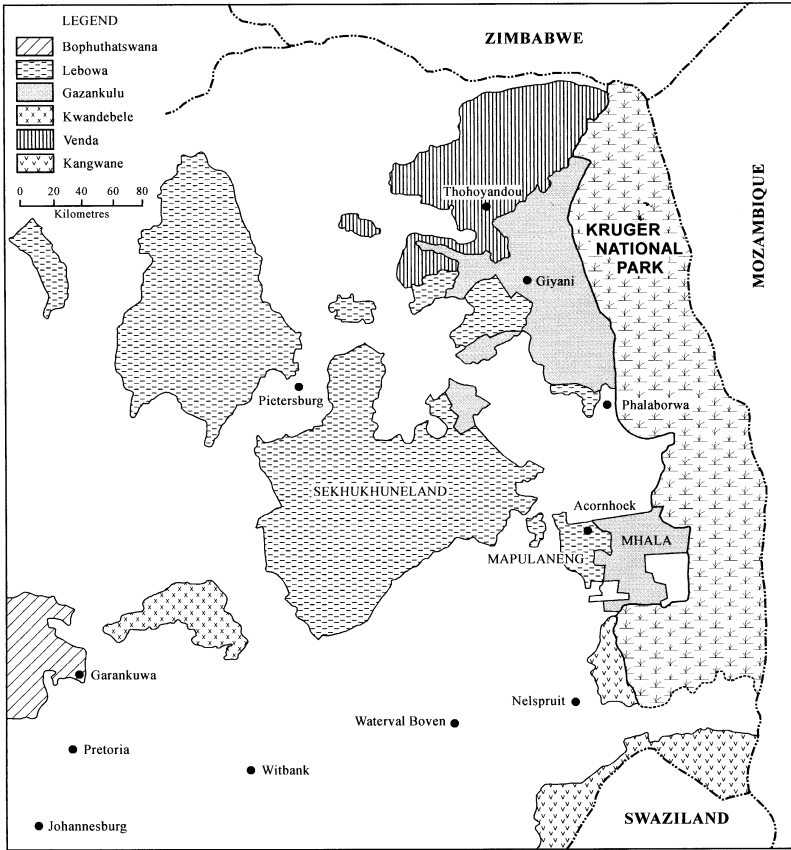 LEGEND
Bophuthatswana
Lebowa
Gazankulu
Kwandebele
Venda
Kangwane
0 20 40 60 80
Kilometres
ZIMBABWE
MOZAMBIQUE
Thohoyandou
KRUGER
NATIONAL
PARK
Giyani
Pietersburg
Phalaborwa
SEKHUKHUNELAND
Acornhoek
MHALA
MAPULANENG
Garankuwa
Nelspruit
Waterval Boven
Pretoria
Witbank
Johannesburg
SWAZILAND